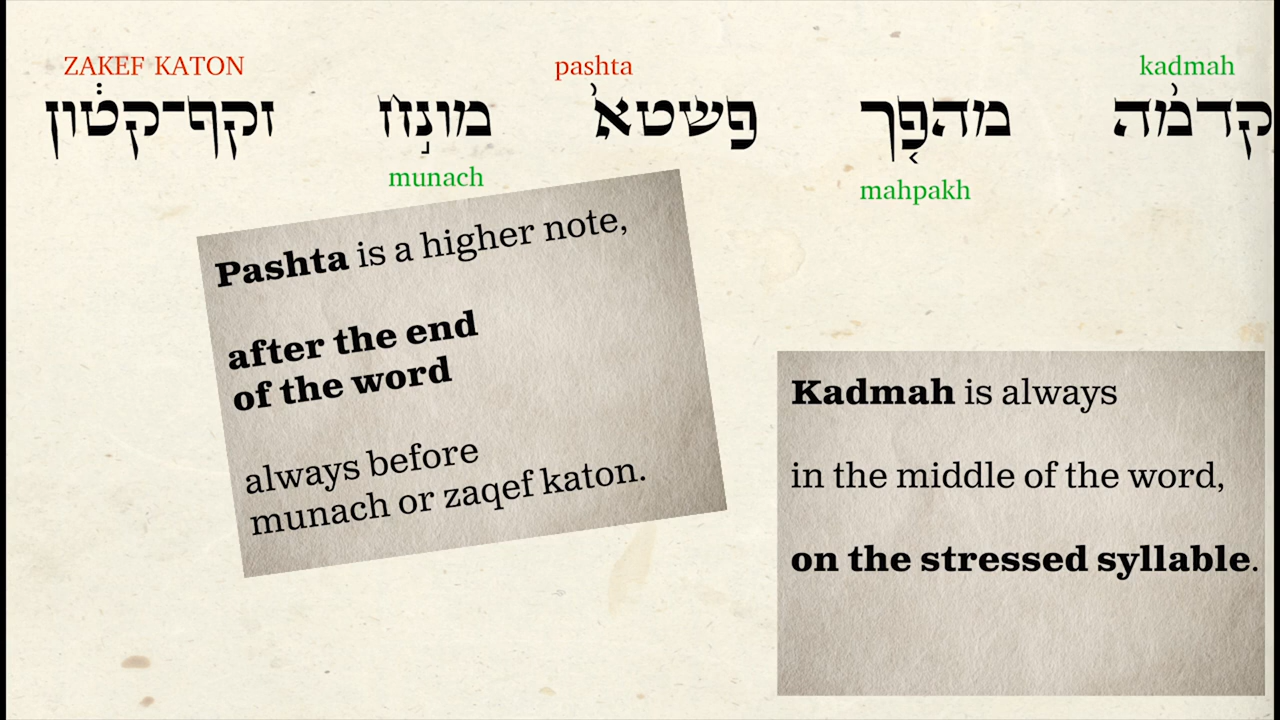 ZAKEF KATON pashta kadmah
קדמ֨ה מהפ֤ך פשטא֙ מונ֣ח זקף־קט֔ון
munach mahpakh
Pashta is a higher note,
after the end
of the word
always before
munach or zaqef katon.
Kadmah is always
in the middle of the word,
on the stressed syllable.